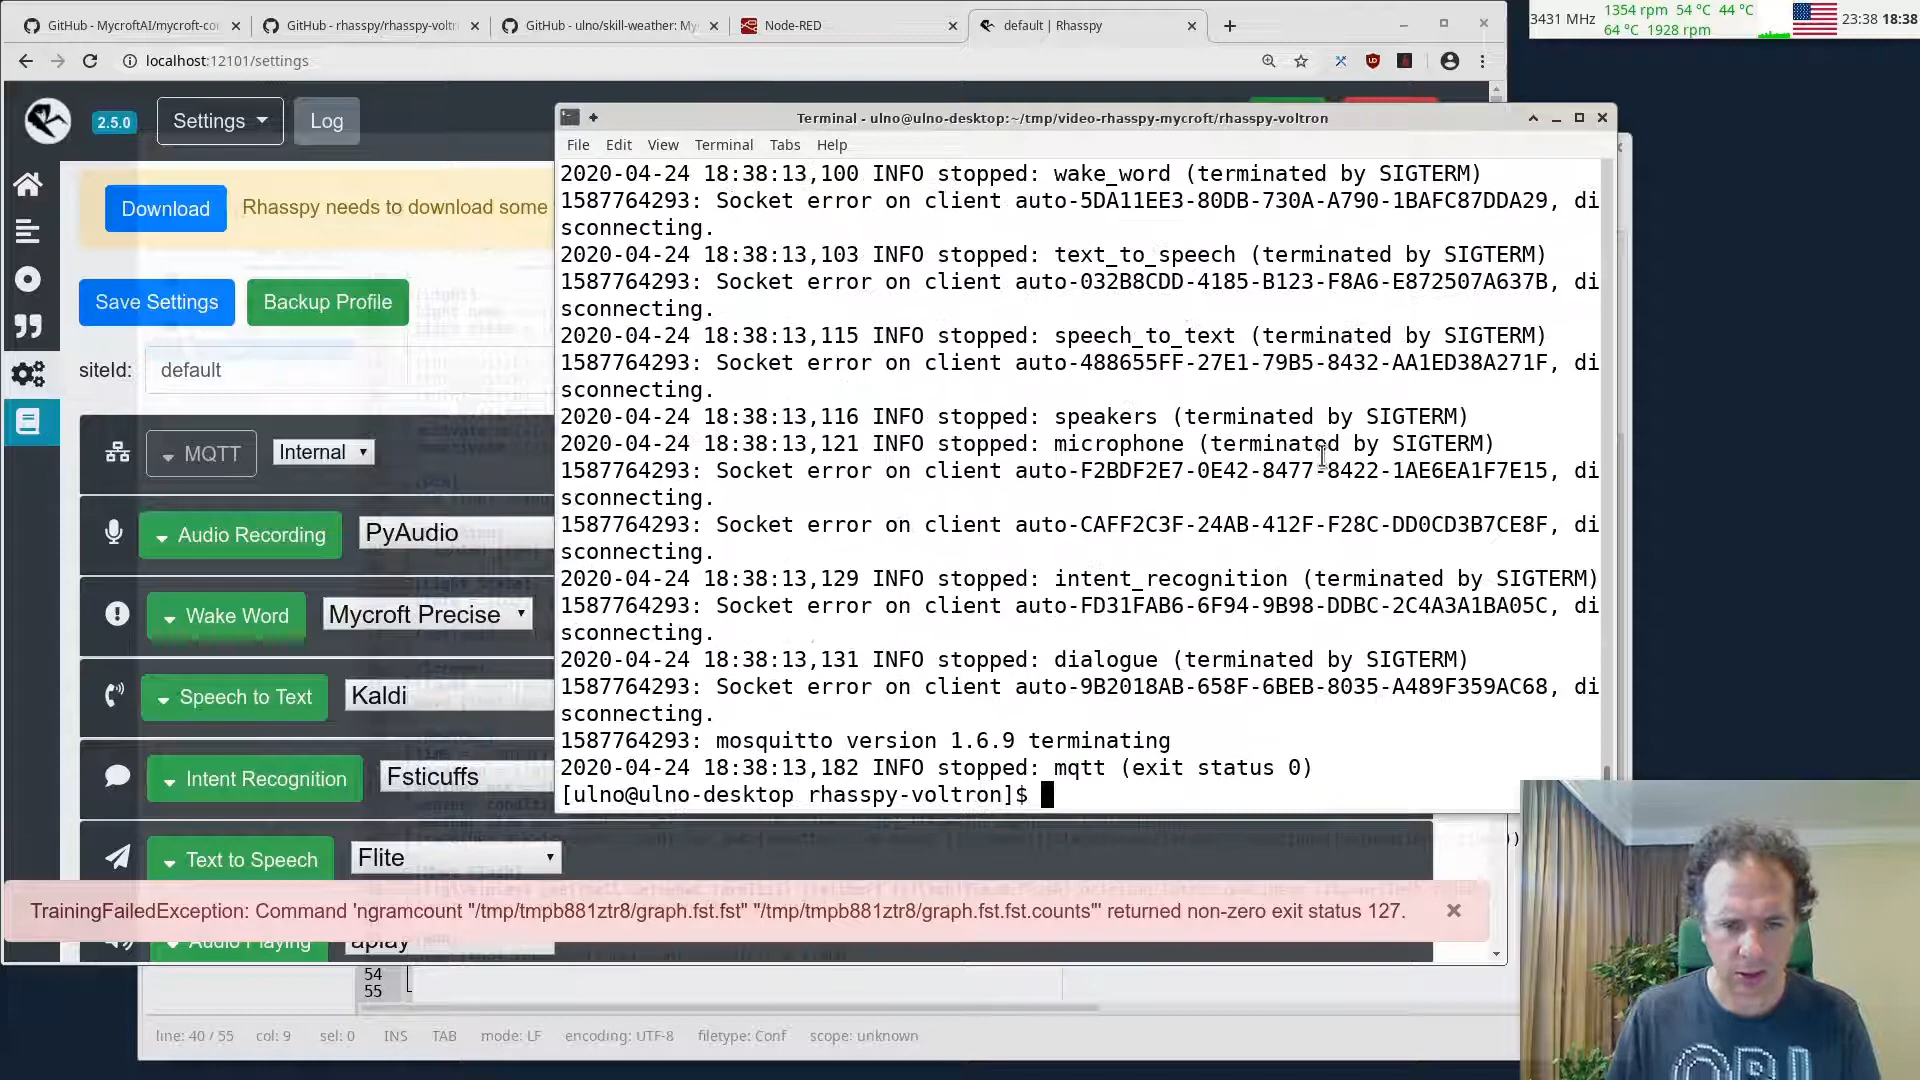 GitHub - MycroftAI/mycroft-co
GitHub - rhasspy/rhasspy-voltr
GitHub - ulno/skill-weather: My
Node-RED
default | Rhasspy
3431 MHz
1354 rpm 54 °C 44 °C
64 °C 1928 rpm
23:38 18:38
localhost:12101/settings
2.5.0
Settings
Log
Download
Rhasspy needs to download some
Save Settings
Backup Profile
siteId:
default
MQTT
Internal
Audio Recording
PyAudio
Wake Word
Mycroft Precise
Speech to Text
Kaldi
Intent Recognition
Fsticuffs
Text to Speech
Flite
Audio Playing
aplay
Terminal - ulno@ulno-desktop:~/tmp/video-rhasspy-mycroft/rhasspy-voltron
File Edit View Terminal Tabs Help
2020-04-24 18:38:13,100 INFO stopped: wake_word (terminated by SIGTERM)
1587764293: Socket error on client auto-5DA11EE3-80DB-730A-A790-1BAFC87DDA29, di
sconnecting.
2020-04-24 18:38:13,103 INFO stopped: text_to_speech (terminated by SIGTERM)
1587764293: Socket error on client auto-032B8CDD-4185-B123-F8A6-E872507A637B, di
sconnecting.
2020-04-24 18:38:13,115 INFO stopped: speech_to_text (terminated by SIGTERM)
1587764293: Socket error on client auto-488655FF-27E1-79B5-8432-AA1ED38A271F, di
sconnecting.
2020-04-24 18:38:13,116 INFO stopped: speakers (terminated by SIGTERM)
2020-04-24 18:38:13,121 INFO stopped: microphone (terminated by SIGTERM)
1587764293: Socket error on client auto-F2BDF2E7-0E42-8477-8422-1AE6EA1F7E15, di
sconnecting.
1587764293: Socket error on client auto-CAFF2C3F-24AB-412F-F28C-DD0CD3B7CE8F, di
sconnecting.
2020-04-24 18:38:13,129 INFO stopped: intent_recognition (terminated by SIGTERM)
1587764293: Socket error on client auto-FD31FAB6-6F94-9B98-DDBC-2C4A3A1BA05C, di
sconnecting.
2020-04-24 18:38:13,131 INFO stopped: dialogue (terminated by SIGTERM)
1587764293: Socket error on client auto-9B2018AB-658F-6BEB-8035-A489F359AC68, di
sconnecting.
1587764293: mosquitto version 1.6.9 terminating
2020-04-24 18:38:13,182 INFO stopped: mqtt (exit status 0)
[ulno@ulno-desktop rhasspy-voltron]$
TrainingFailedException: Command 'ngramcount "/tmp/tmpb881ztr8/graph.fst.fst" "/tmp/tmpb881ztr8/graph.fst.fst.counts"' returned non-zero exit status 127.
54
55
line: 40 / 55 col: 9 sel: 0 INS TAB mode: LF encoding: UTF-8 filetype: Conf scope: unknown